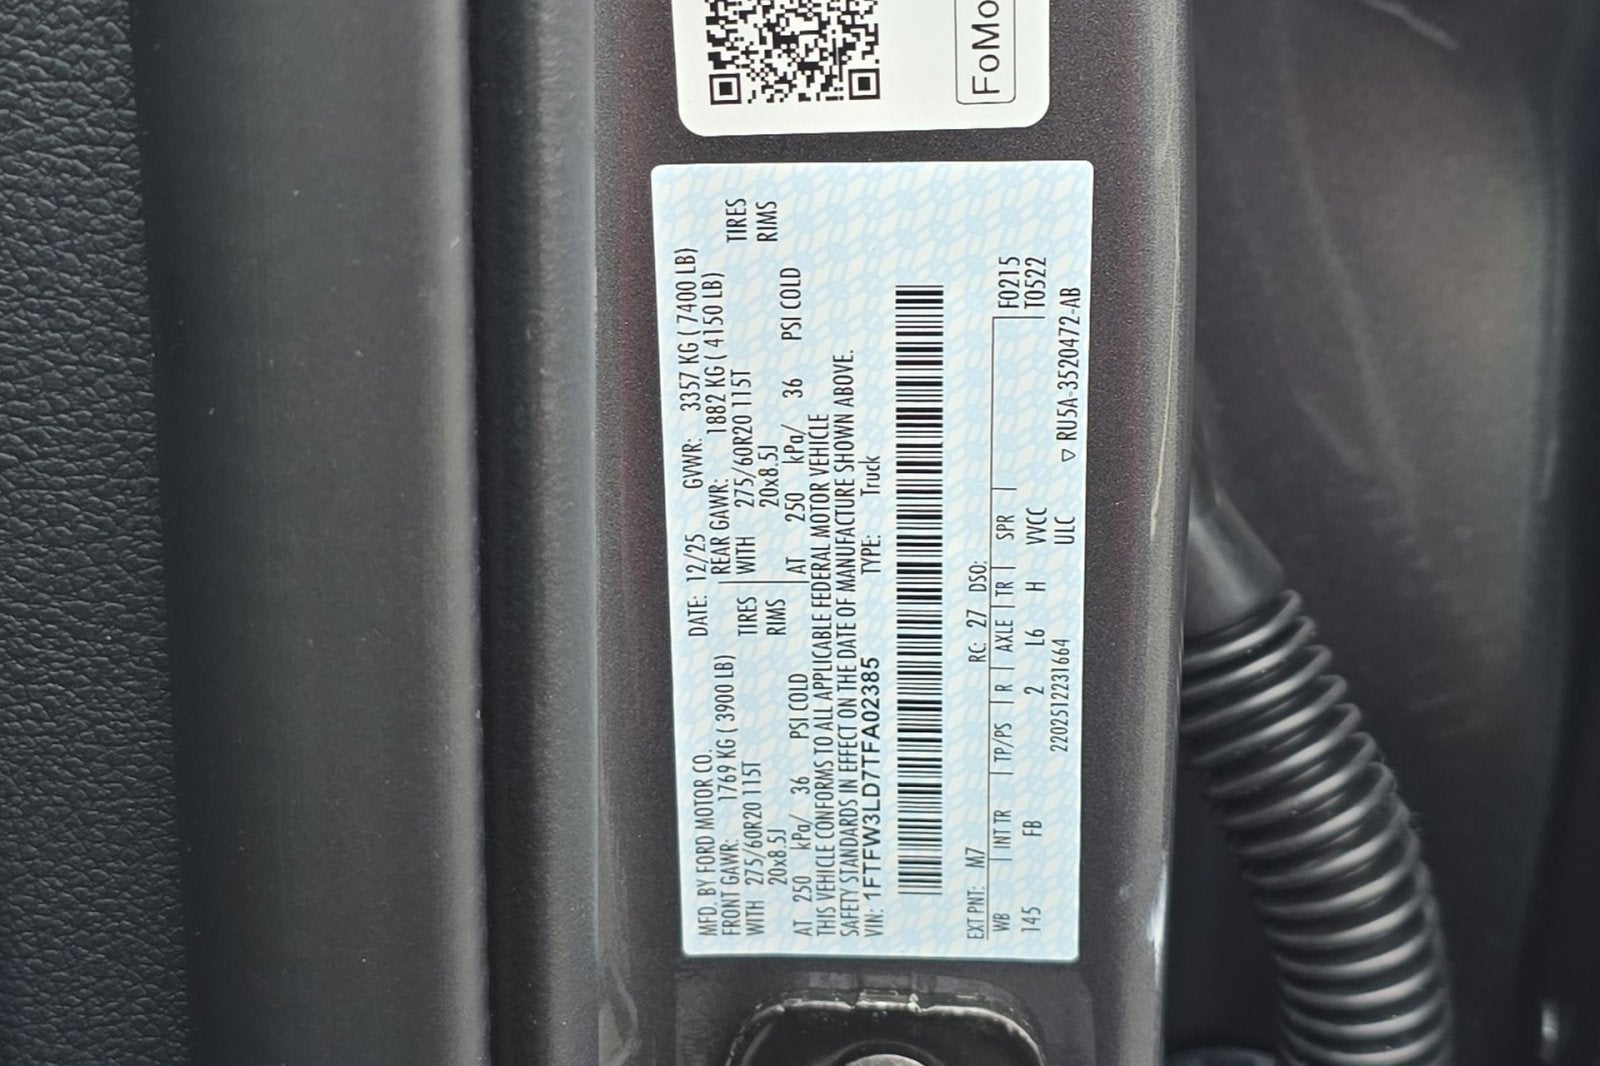 FoMo
MFD. BY FORD MOTOR CO. DATE: 12/25 GVWR: 3357 KG ( 7400 LB)
FRONT GAWR: 1769 KG ( 3900 LB) REAR GAWR: 1882 KG ( 4150 LB)
WITH 275/60R20 115T TIRES WITH 275/60R20 115T TIRES
20x8.5J RIMS 20x8.5J RIMS
AT 250 kPa/ 36 PSI COLD AT 250 kPa/ 36 PSI COLD
THIS VEHICLE CONFORMS TO ALL APPLICABLE FEDERAL MOTOR VEHICLE
SAFETY STANDARDS IN EFFECT ON THE DATE OF MANUFACTURE SHOWN ABOVE.
VIN: 1FTFW3LD7TFA02385 TYPE: Truck
EXT PNT: M7 RC: 27 DSO:
WB INT TR TP/PS R AXLE TR SPR F0215
145 FB 2 L6 2 H VVCC T0522
2202512231664 ULC ▽ RU5A-3520472-AB